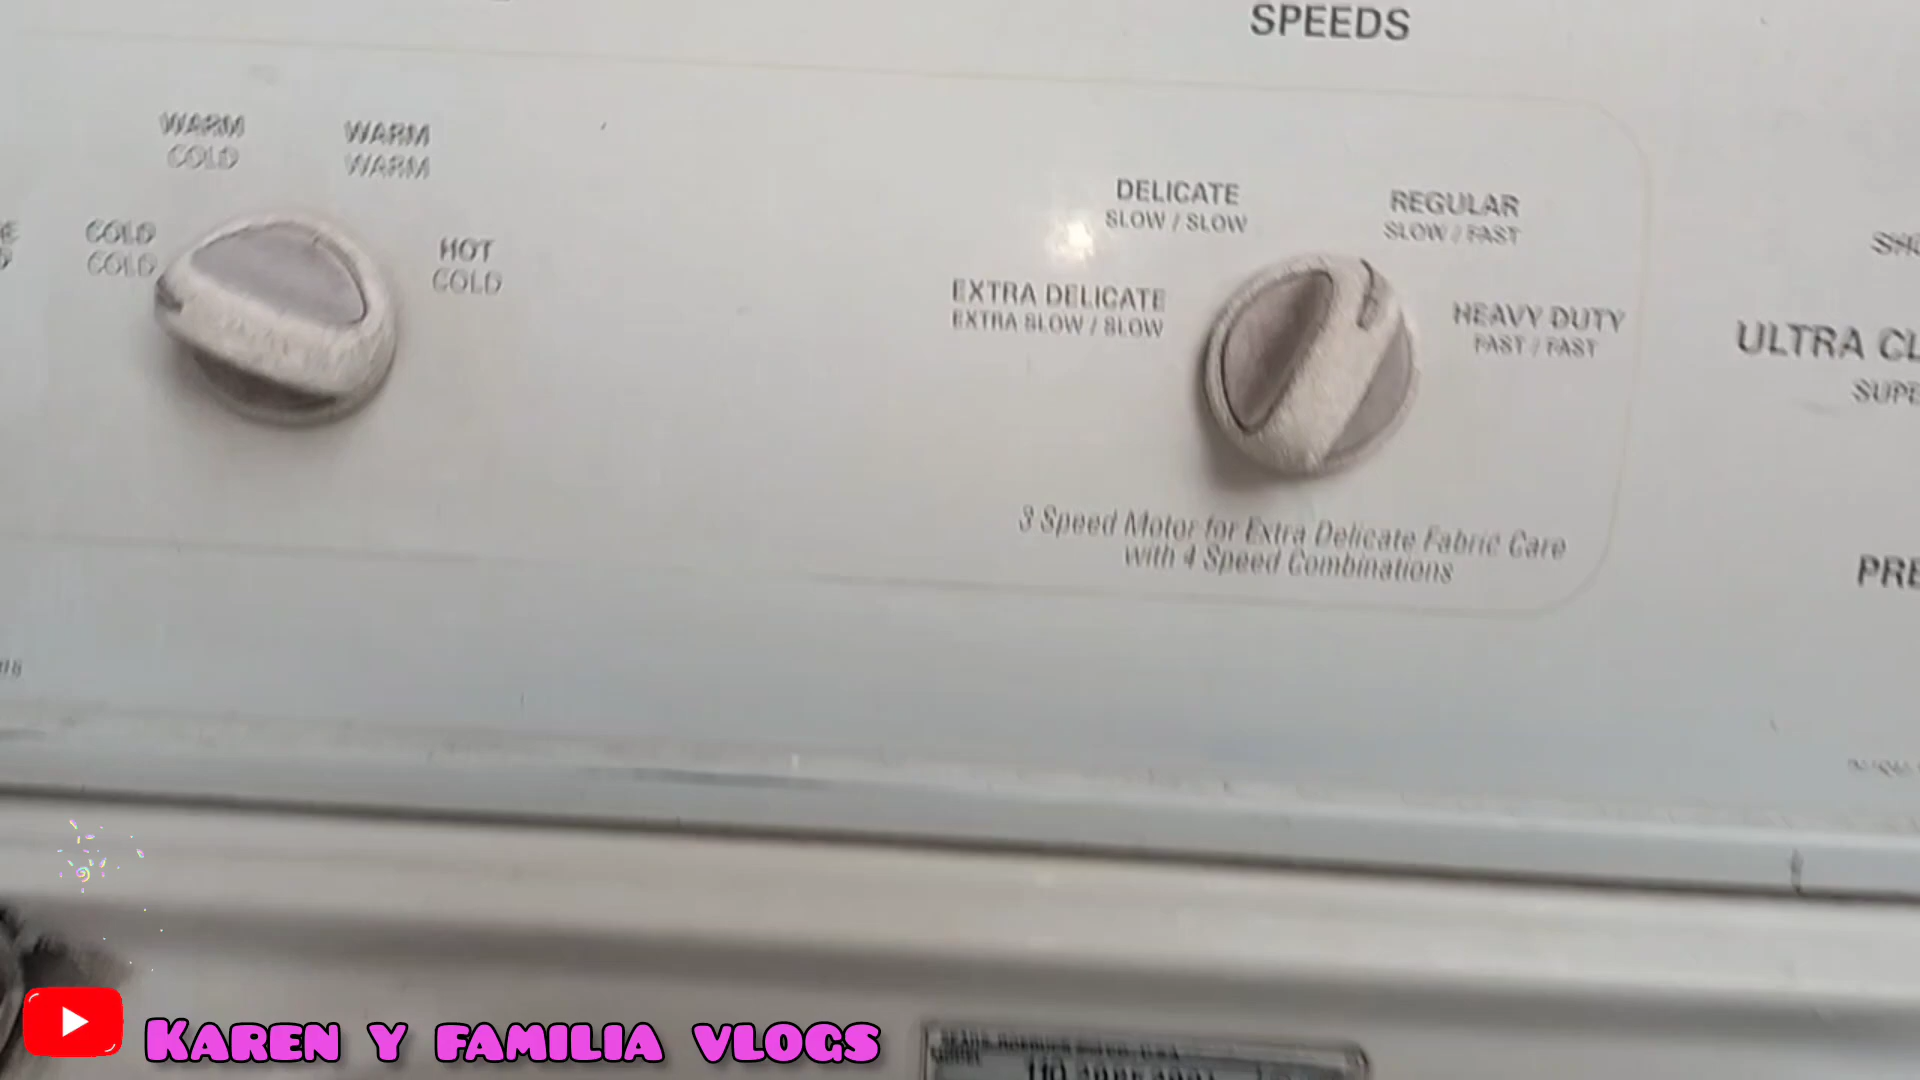 SPEEDS
WARM
COLD
WARM
WARM
COLD
COLD
HOT
COLD
DELICATE
SLOW / SLOW
REGULAR
SLOW / FAST
EXTRA DELICATE
EXTRA SLOW / SLOW
HEAVY DUTY
FAST / FAST
ULTRA
3 Speed Motor for Extra Delicate Fabric Care
with 4 Speed Combinations
KAREN Y FAMILIA VLOGS